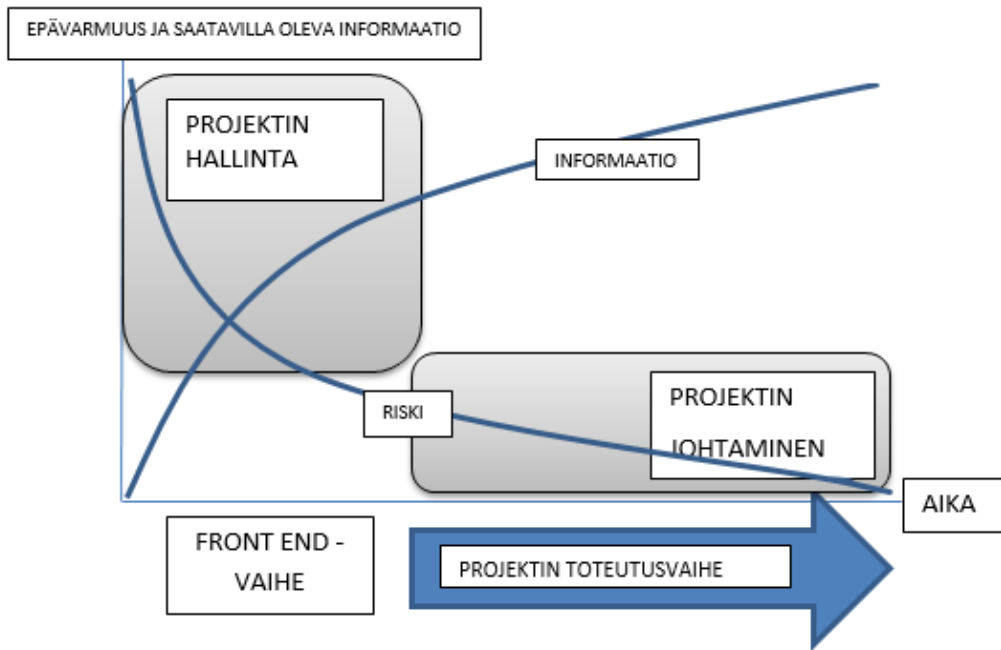 EPÄVARMUUS JA SAATAVILLA OLEVA INFORMAATIO
PROJEKTIN
HALLINTA
INFORMAATIO
RISKI
PROJEKTIN
JOHTAMINEN
AIKA
FRONT END -
VAIHE
PROJEKTIN TOTEUTUSVAIHE